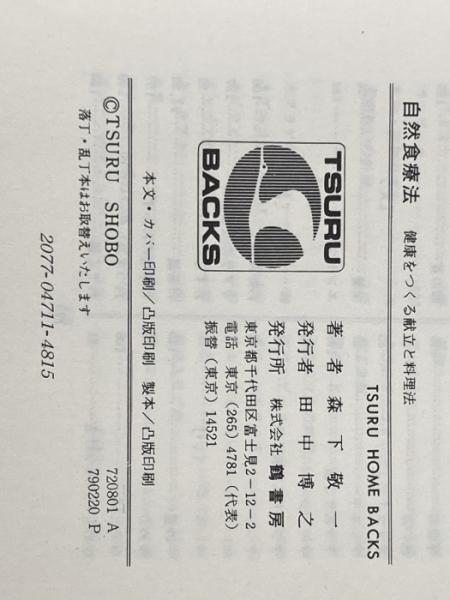 自然食療法　健康をつくる献立と料理法
TSURU HOME BACKS
TSURU
BACKS
著　者　森　下　敬　一
発行者　田　中　博　之
発行所　株式会社　鶴　書　房
東京都千代田区富士見2-12-2
電話　東京(265)4781(代表)
振替(東京)14521
本文・カバー印刷/凸版印刷　製本/凸版印刷
©TSURU SHOBO
720801 A
790220 P
落丁・乱丁本はお取替えいたします
2077-04711-4815